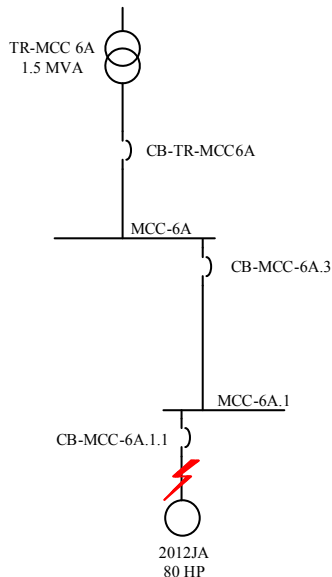 TR-MCC 6A
1.5 MVA
CB-TR-MCC6A
MCC-6A
CB-MCC-6A.3
MCC-6A.1
CB-MCC-6A.1.1
2012JA
80 HP